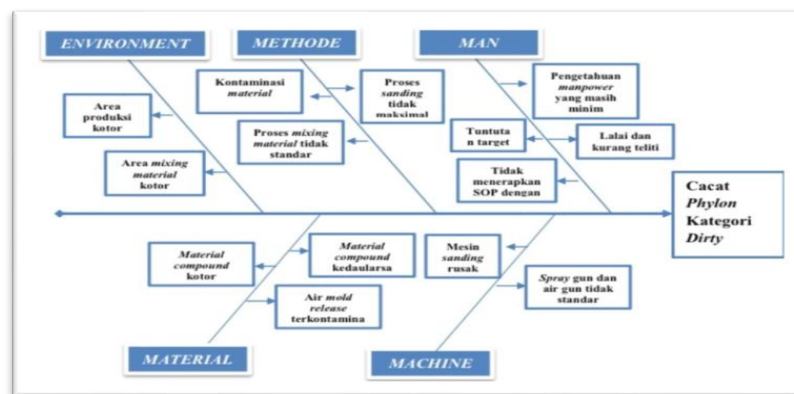 ENVIRONMENT
METHODE
MAN
Kontaminasi
material
Proses
sanding
tidak
maksimal
Pengetahuan
manpower
yang masih
minim
Area
produksi
kotor
Proses mixing
material tidak
standar
Tuntuta
n target
Lalai dan
kurang teliti
Area mixing
material
kotor
Tidak
menerapkan
SOP dengan
Cacat
Phylon
Kategori
Dirty
Material
compound
kotor
Material
compound
kedaularsa
Mesin
sanding
rusak
Air mold
release
terkontamina
Spray gun dan
air gun tidak
standar
MATERIAL
MACHINE